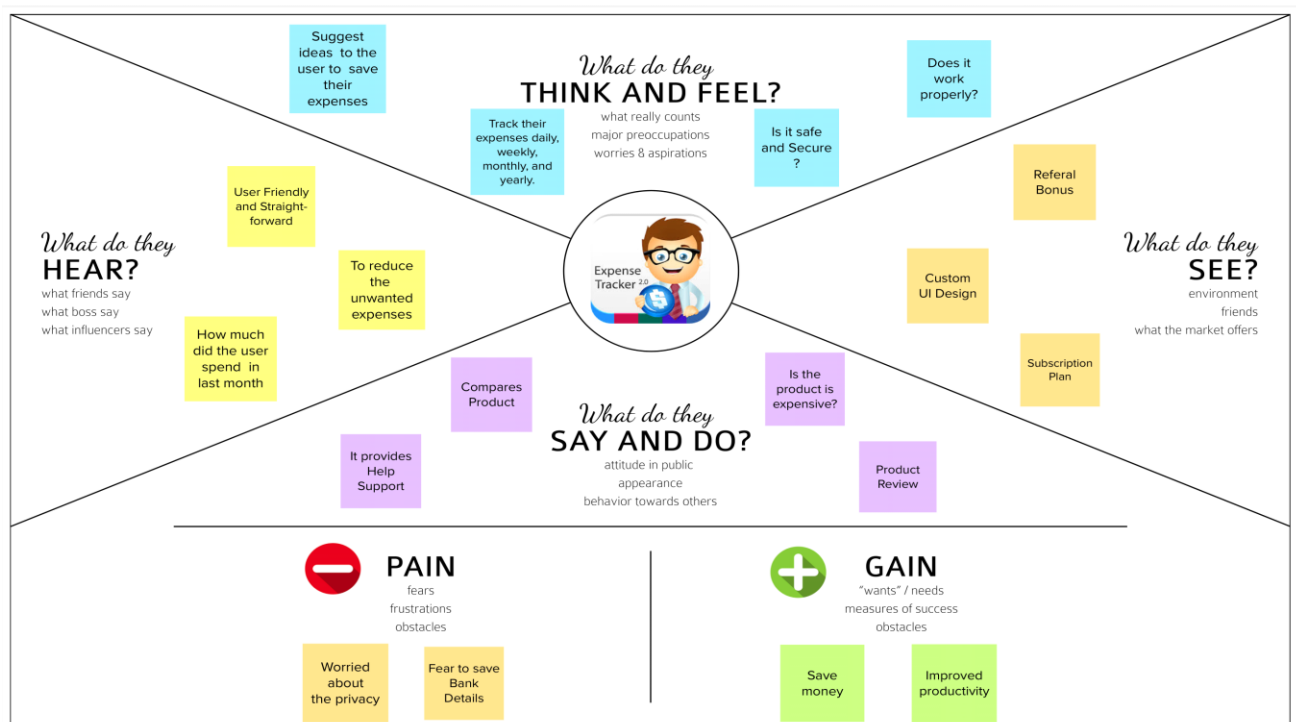 Suggest
ideas to the
user to save
their
expenses
What do they
THINK AND FEEL?
what really counts
major preoccupations
worries & aspirations
Track their
expenses daily,
weekly,
monthly, and
yearly.
Is it safe
and Secure
?
Does it
work
properly?
What do they
HEAR?
what friends say
what boss say
what influencers say
User Friendly
and Straight-
forward
To reduce
the
unwanted
expenses
How much
did the user
spend in
last month
Expense
Tracker 2.0
Referal
Bonus
Custom
UI Design
Subscription
Plan
What do they
SEE?
environment
friends
what the market offers
What do they
SAY AND DO?
attitude in public
appearance
behavior towards others
Compares
Product
It provides
Help
Support
Is the
product is
expensive?
Product
Review
PAIN
fears
frustrations
obstacles
Worried
about
the privacy
Fear to save
Bank
Details
GAIN
"wants" / needs
measures of success
obstacles
Save
money
Improved
productivity